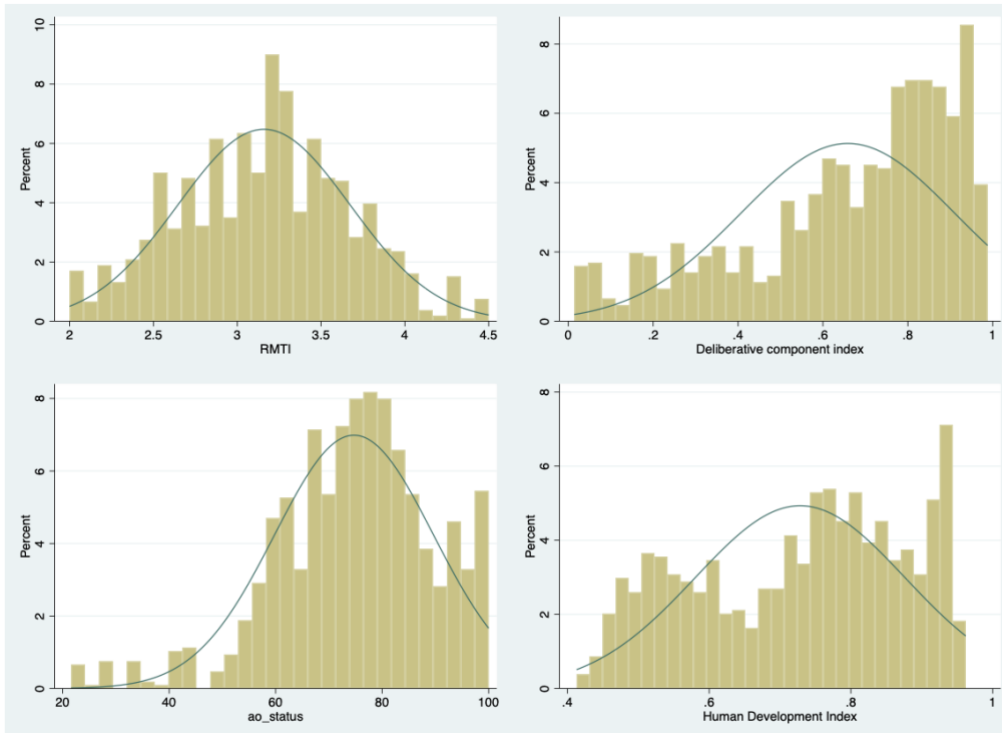 Percent
0 2 4 6 8 10
2 2.5 3 3.5 4 4.5
RMTI
Percent
0 2 4 6 8
0 .2 .4 .6 .8 1
Deliberative component index
Percent
0 2 4 6 8
20 40 60 80 100
ao_status
Percent
0 2 4 6 8
.4 .6 .8 1
Human Development Index